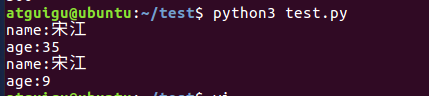 atguigu@ubuntu:~/test$ python3 test.py
name:宋江
age:35
name:宋江
age:9